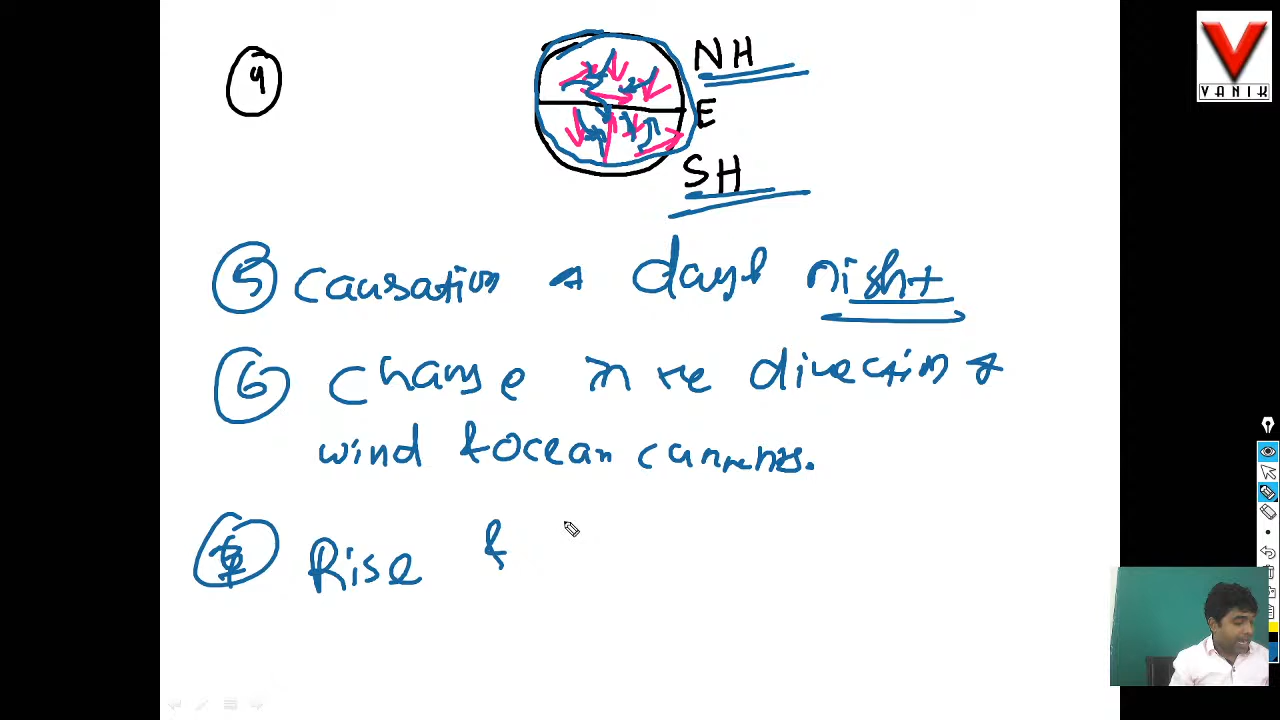 4
NH
E
SH
VANIK
5 Causation of day & night
6 Change in the direction of
wind & ocean currents.
7 Rise &